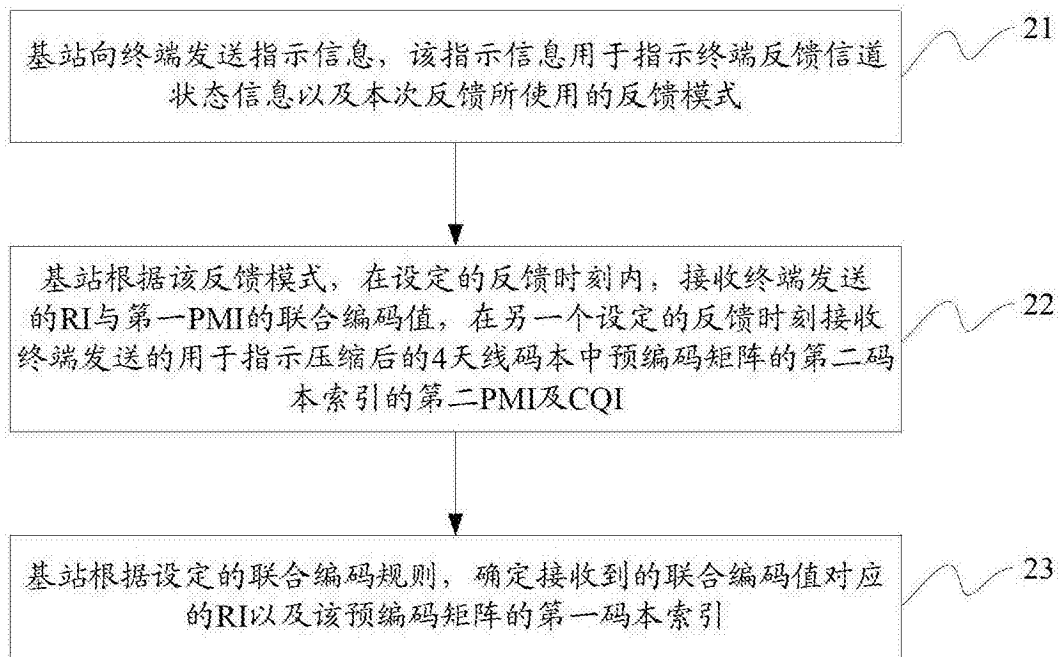 基站向终端发送指示信息，该指示信息用于指示终端反馈信道
状态信息以及本次反馈所使用的反馈模式
21
基站根据该反馈模式，在设定的反馈时刻内，接收终端发送
的RI与第一PMI的联合编码值，在另一个设定的反馈时刻接收
终端发送的用于指示压缩后的4天线码本中预编码矩阵的第二码
本索引的第二PMI及CQI
22
基站根据设定的联合编码规则，确定接收到的联合编码值对应
的RI以及该预编码矩阵的第一码本索引
23